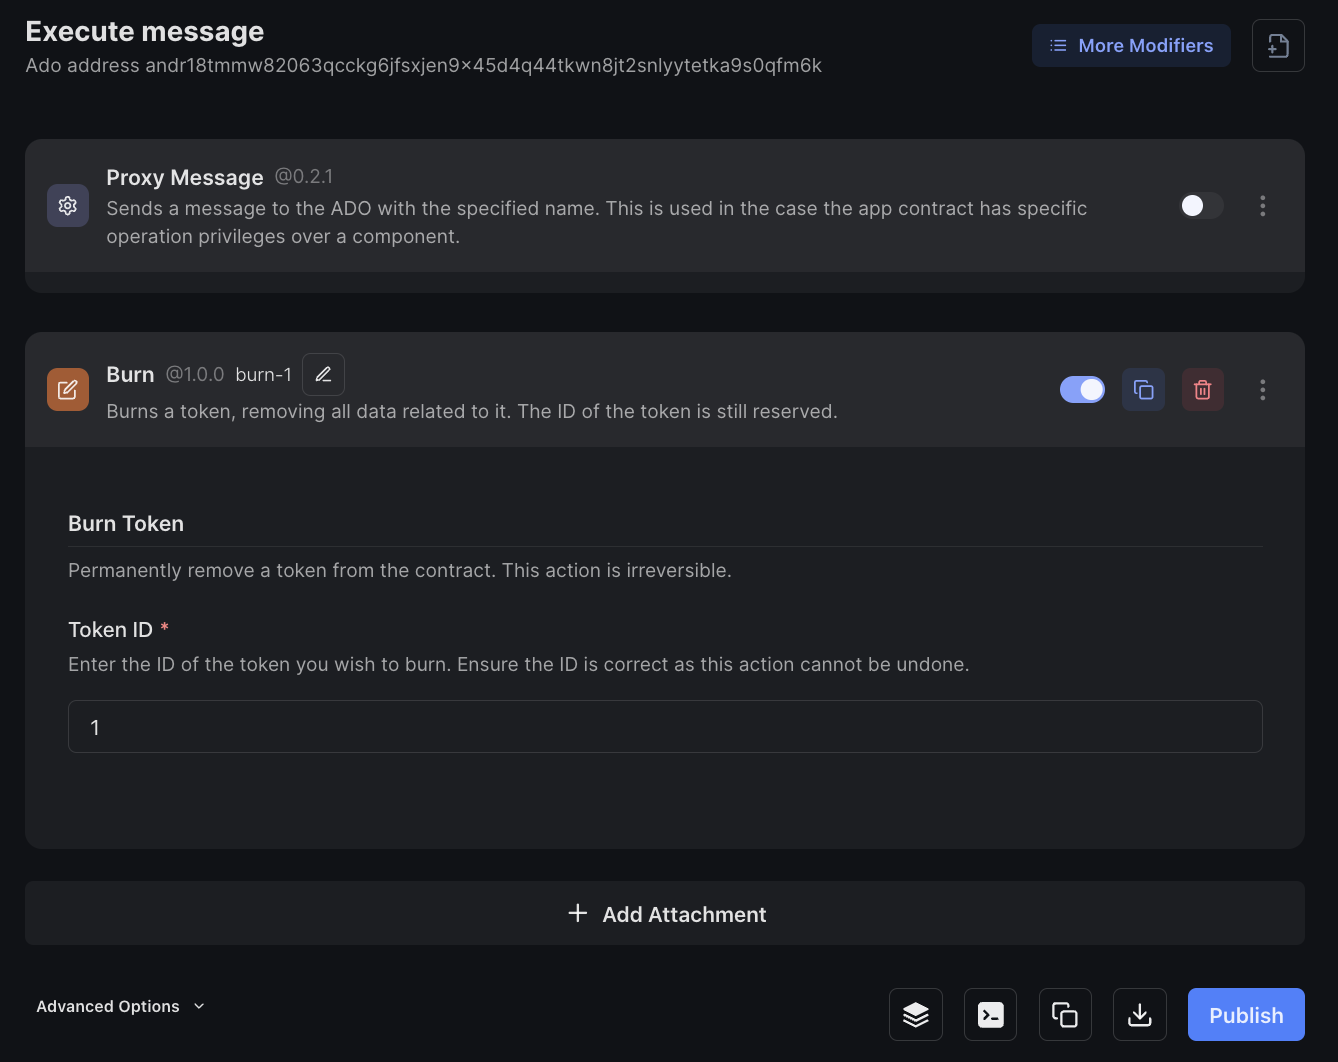 Execute message
Ado address andr18tmmw82063qcckg6jfsxjen9x45d4q44tkwn8jt2snlyytetka9s0qfm6k
More Modifiers
Proxy Message @0.2.1
Sends a message to the ADO with the specified name. This is used in the case the app contract has specific
operation privileges over a component.
Burn @1.0.0 burn-1
Burns a token, removing all data related to it. The ID of the token is still reserved.
Burn Token
Permanently remove a token from the contract. This action is irreversible.
Token ID *
Enter the ID of the token you wish to burn. Ensure the ID is correct as this action cannot be undone.
1
Add Attachment
Advanced Options
Publish